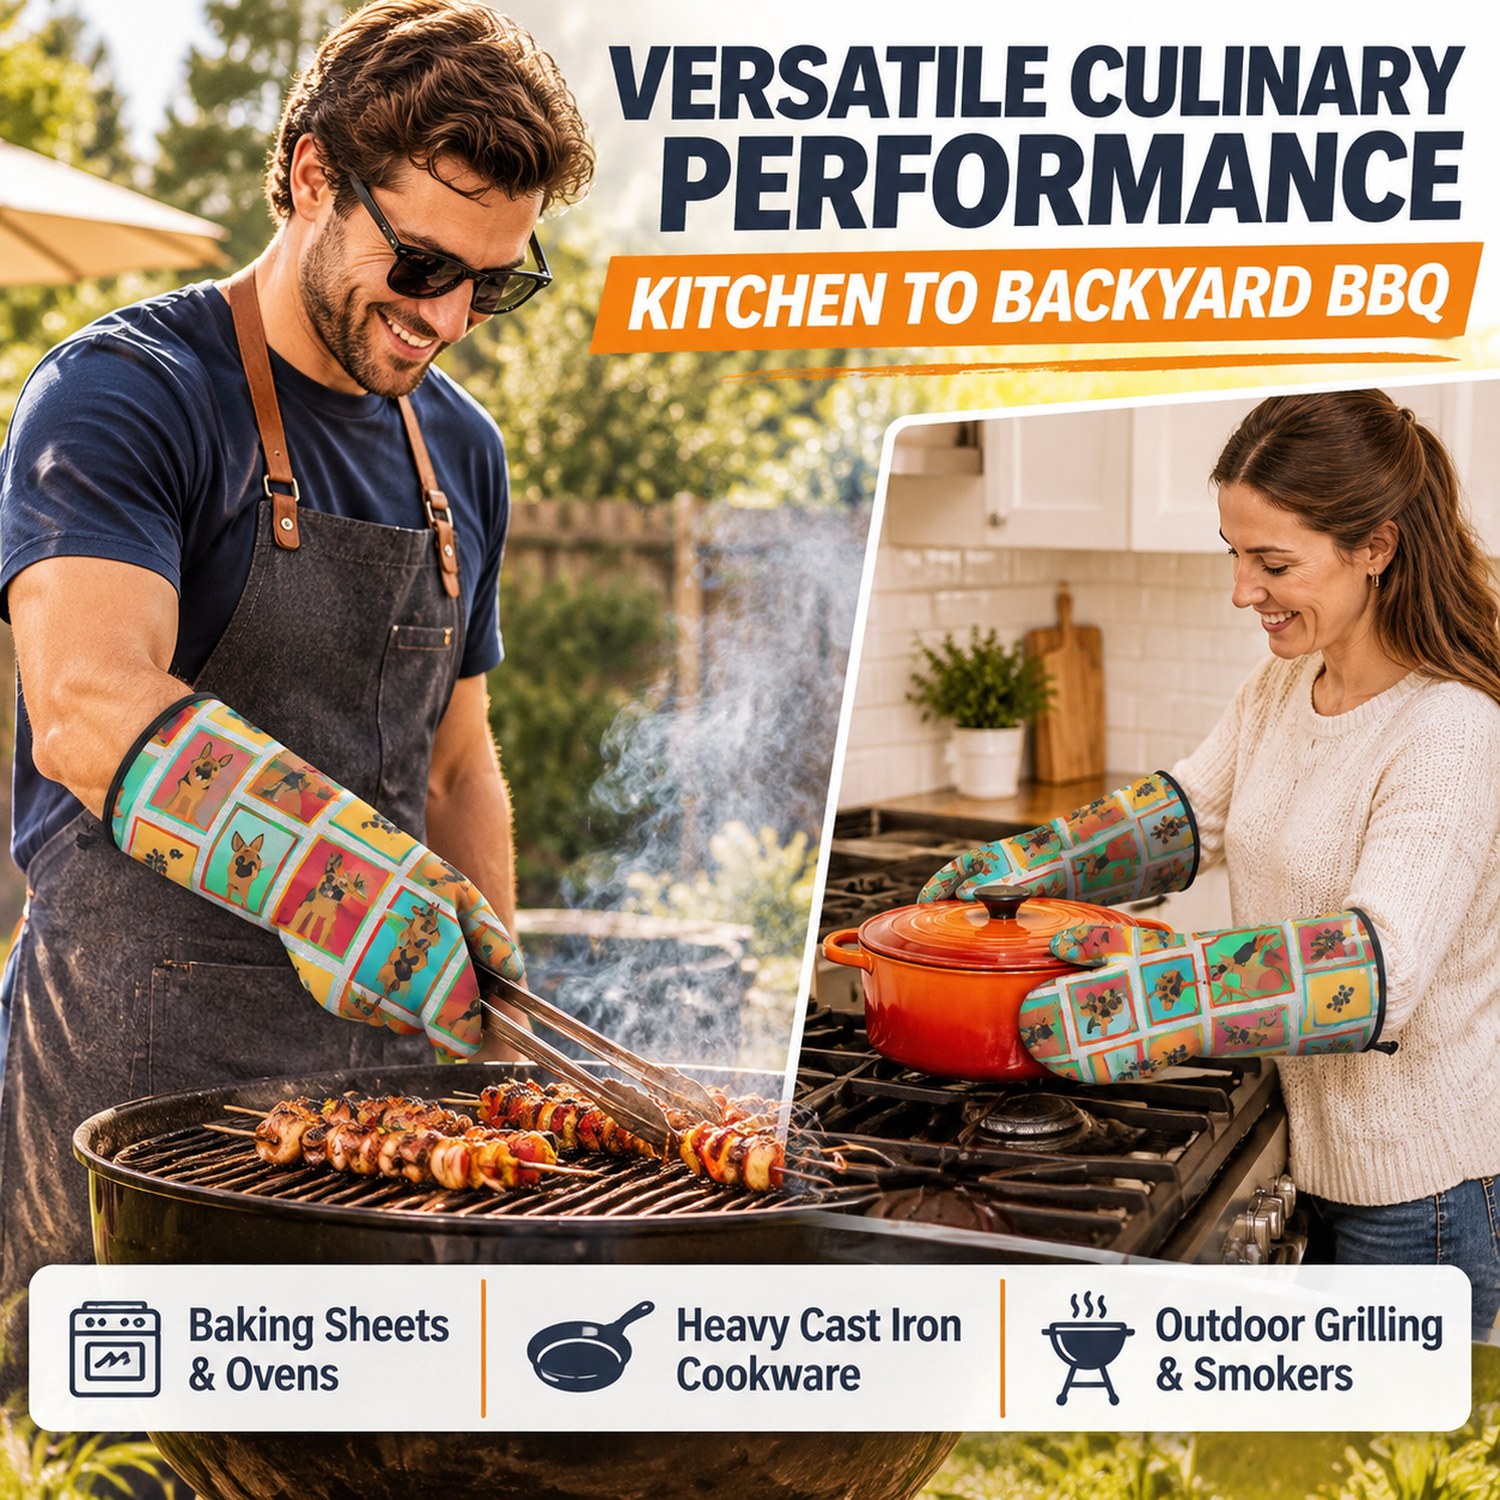 VERSATILE CULINARY
PERFORMANCE
KITCHEN TO BACKYARD BBQ
Baking Sheets
& Ovens
Heavy Cast Iron
Cookware
Outdoor Grilling
& Smokers